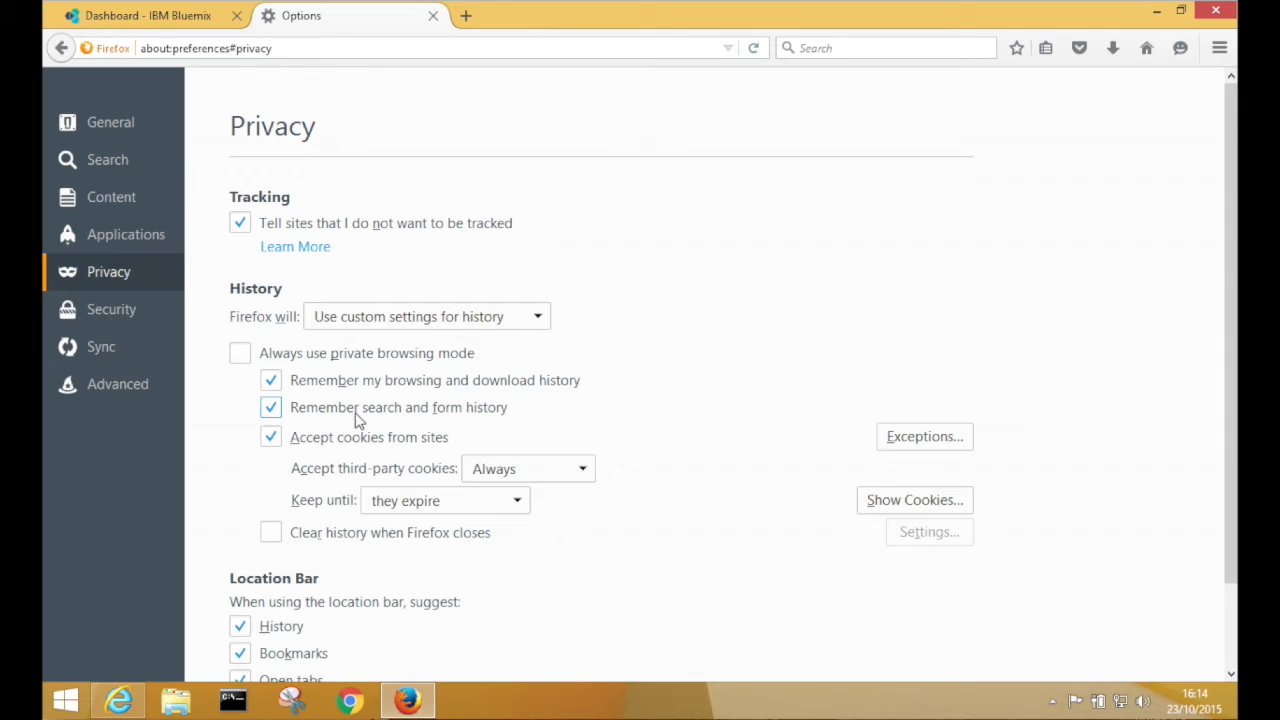 Dashboard - IBM Bluemix
Options
Firefox
about:preferences#privacy
Search
General
Search
Content
Applications
Privacy
Security
Sync
Advanced
Privacy
Tracking
Tell sites that I do not want to be tracked
Learn More
History
Firefox will: Use custom settings for history
Always use private browsing mode
Remember my browsing and download history
Remember search and form history
Accept cookies from sites
Exceptions...
Accept third-party cookies: Always
Keep until: they expire
Show Cookies...
Clear history when Firefox closes
Settings...
Location Bar
When using the location bar, suggest:
History
Bookmarks
Open tabs
C:\.
16:14
23/10/2015